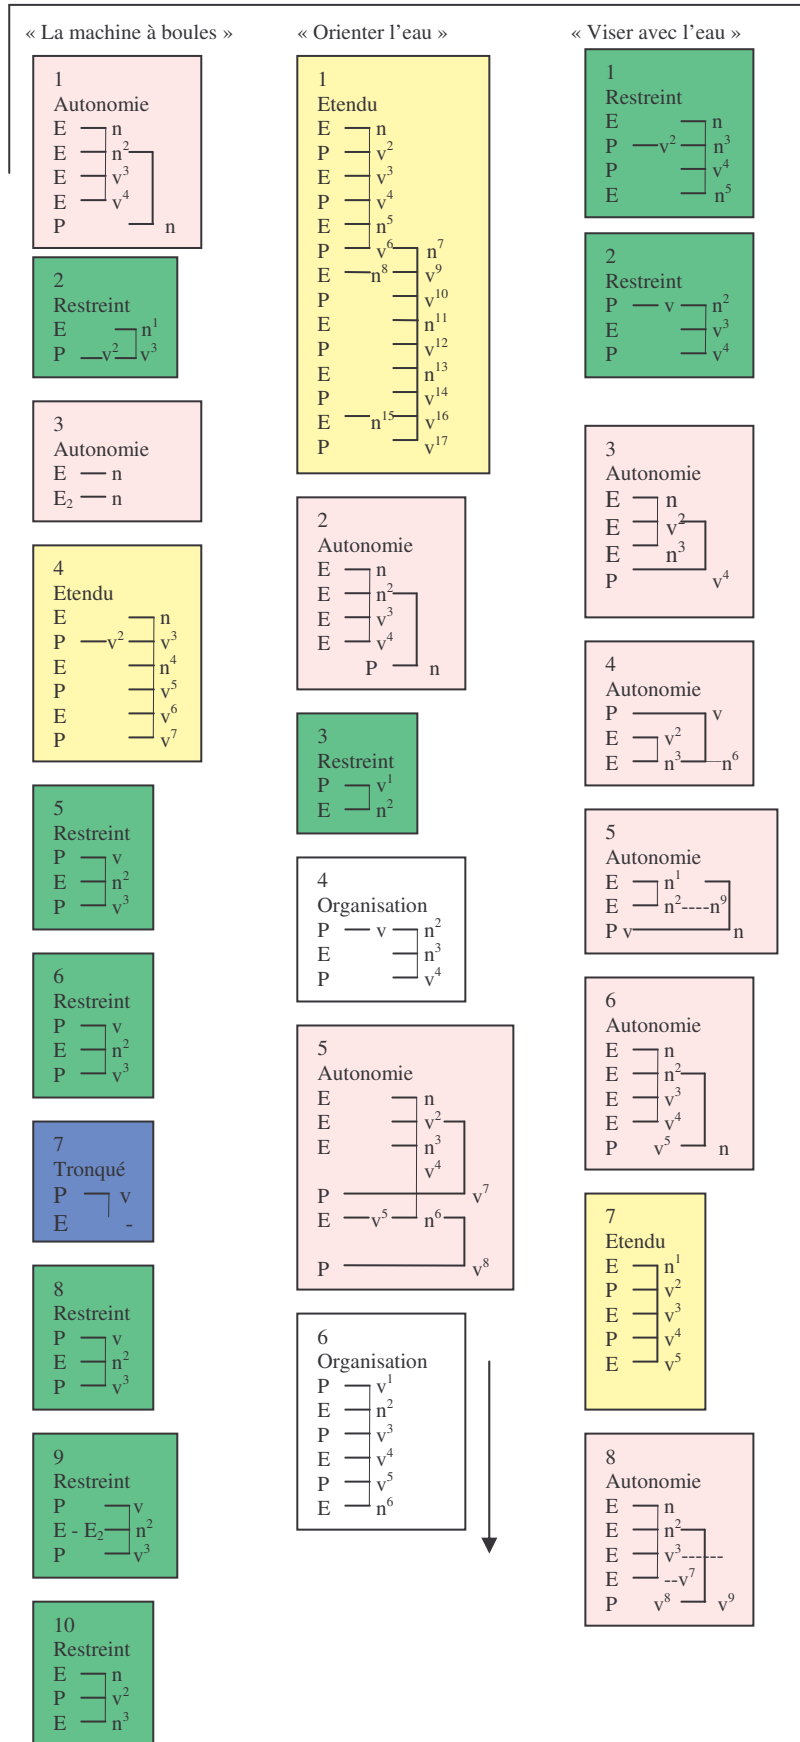 « La machine à boules »
1
Autonomie
E n
E n²
E v³
E v⁴
P n
2
Restreint
E n¹
P v² v³
3
Autonomie
E n
E₂ n
4
Etendu
E n
P v² v³
E n⁴
P v⁵
E v⁶
P v⁷
5
Restreint
P v
E n²
P v³
6
Restreint
P v
E n²
P v³
7
Tronqué
P v
E -
8
Restreint
P v
E n²
P v³
9
Restreint
P v
E - E₂ n²
P v³
10
Restreint
E n
P v²
E n³
« Orienter l'eau »
1
Etendu
E n
P v²
E v³
P v⁴
E n⁵
P v⁶ n⁷
E n⁸ v⁹
P v¹⁰
E n¹¹
P v¹²
E n¹³
P v¹⁴
E n¹⁵ v¹⁶
P v¹⁷
2
Autonomie
E n
E n²
E v³
E v⁴
P n
3
Restreint
P v¹
E n²
4
Organisation
P v n²
E n³
P v⁴
5
Autonomie
E n
E v²
E n³
v⁴
P v⁷
E v⁵ n⁶
P v⁸
6
Organisation
P v¹
E n²
P v³
E v⁴
P v⁵
E n⁶
« Viser avec l'eau »
1
Restreint
E n
P v² n³
P v⁴
E n⁵
2
Restreint
P v n²
E v³
P v⁴
3
Autonomie
E n
E v²
E n³
P v⁴
4
Autonomie
P v
E v²
E n³ n⁶
5
Autonomie
E n¹
E n²----n⁹
P v n
6
Autonomie
E n
E n²
E v³
E v⁴
P v⁵ n
7
Etendu
E n¹
P v²
E v³
P v⁴
E v⁵
8
Autonomie
E n
E n²
E v³------
E --v⁷
P v⁸ v⁹